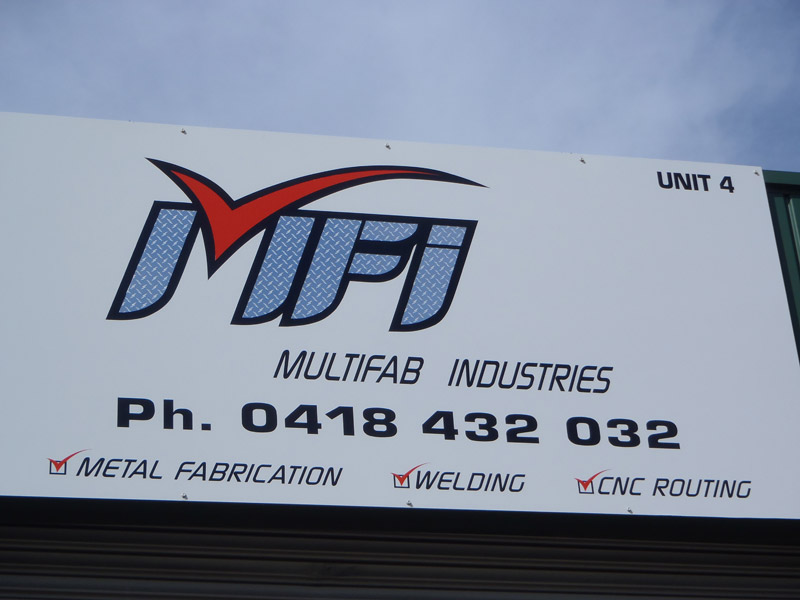 UNIT 4
MFi
MULTIFAB INDUSTRIES
Ph. 0418 432 032
METAL FABRICATION WELDING CNC ROUTING